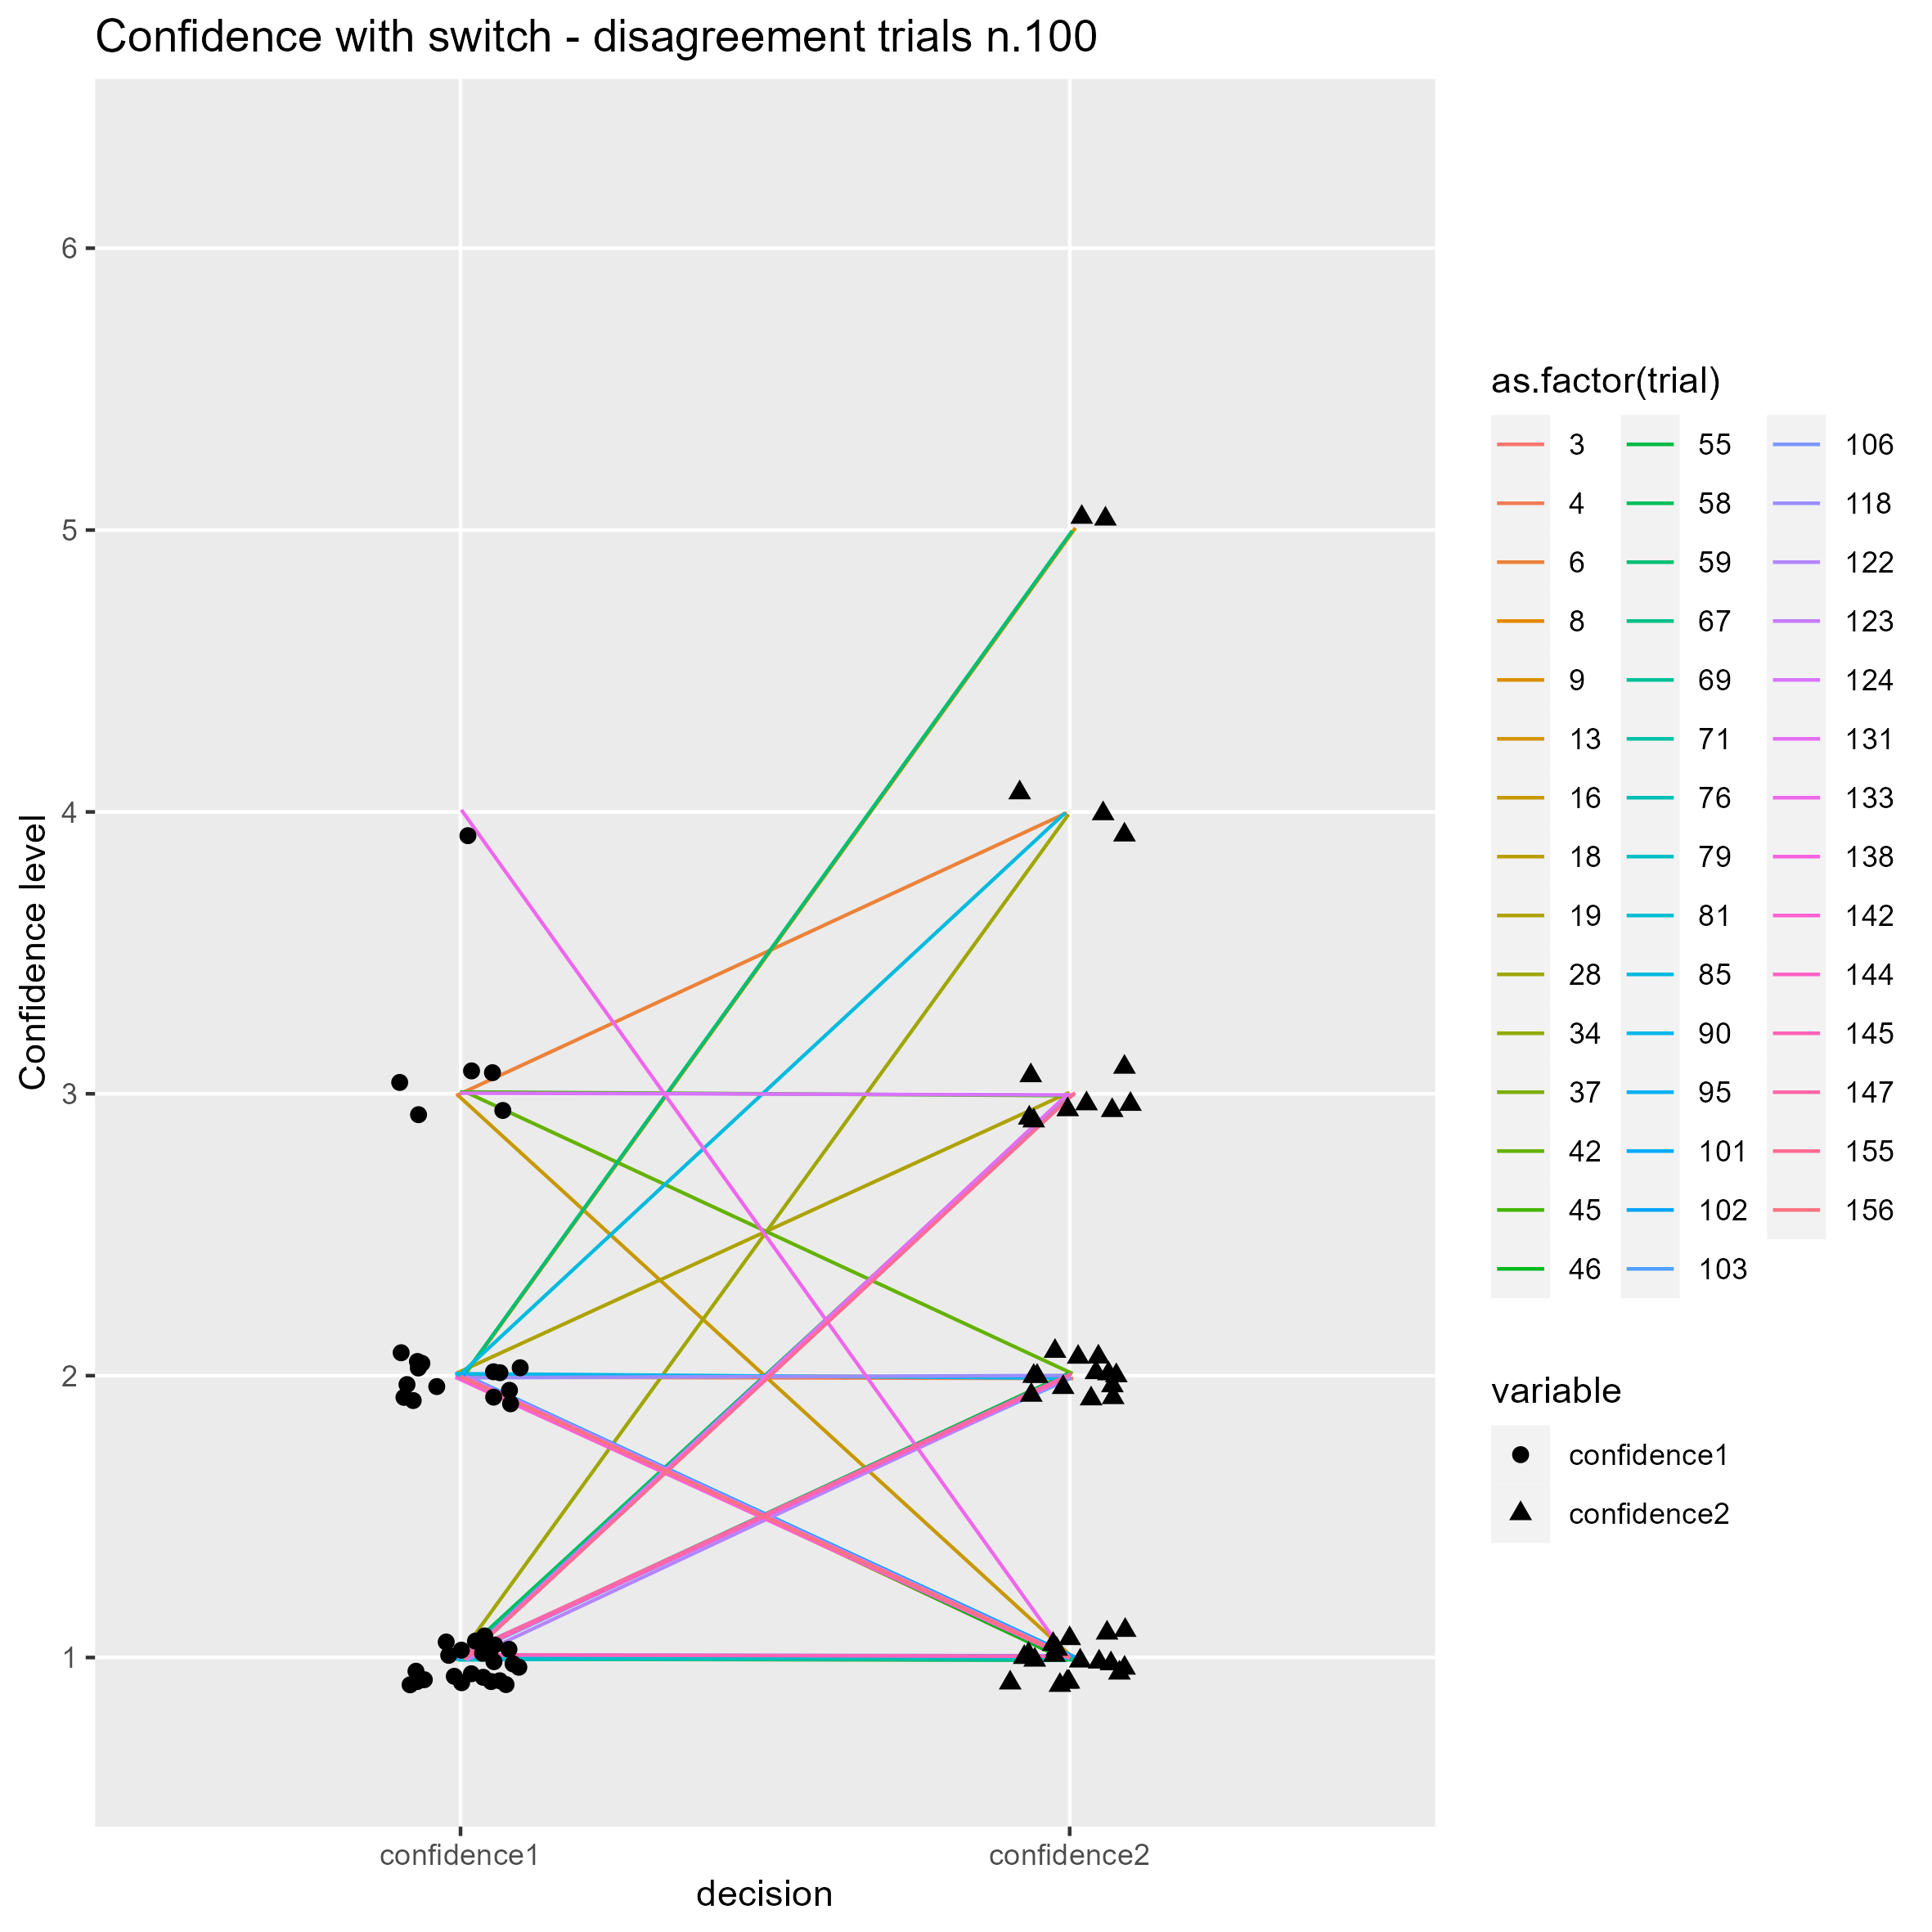 Confidence with switch - disagreement trials n.100
Confidence level
6
5
4
3
2
1
confidence1 confidence2
decision
as.factor(trial)
3 55 106
4 58 118
6 59 122
8 67 123
9 69 124
13 71 131
16 76 133
18 79 138
19 81 142
28 85 144
34 90 145
37 95 147
42 101 155
45 102 156
46 103
variable
confidence1
confidence2